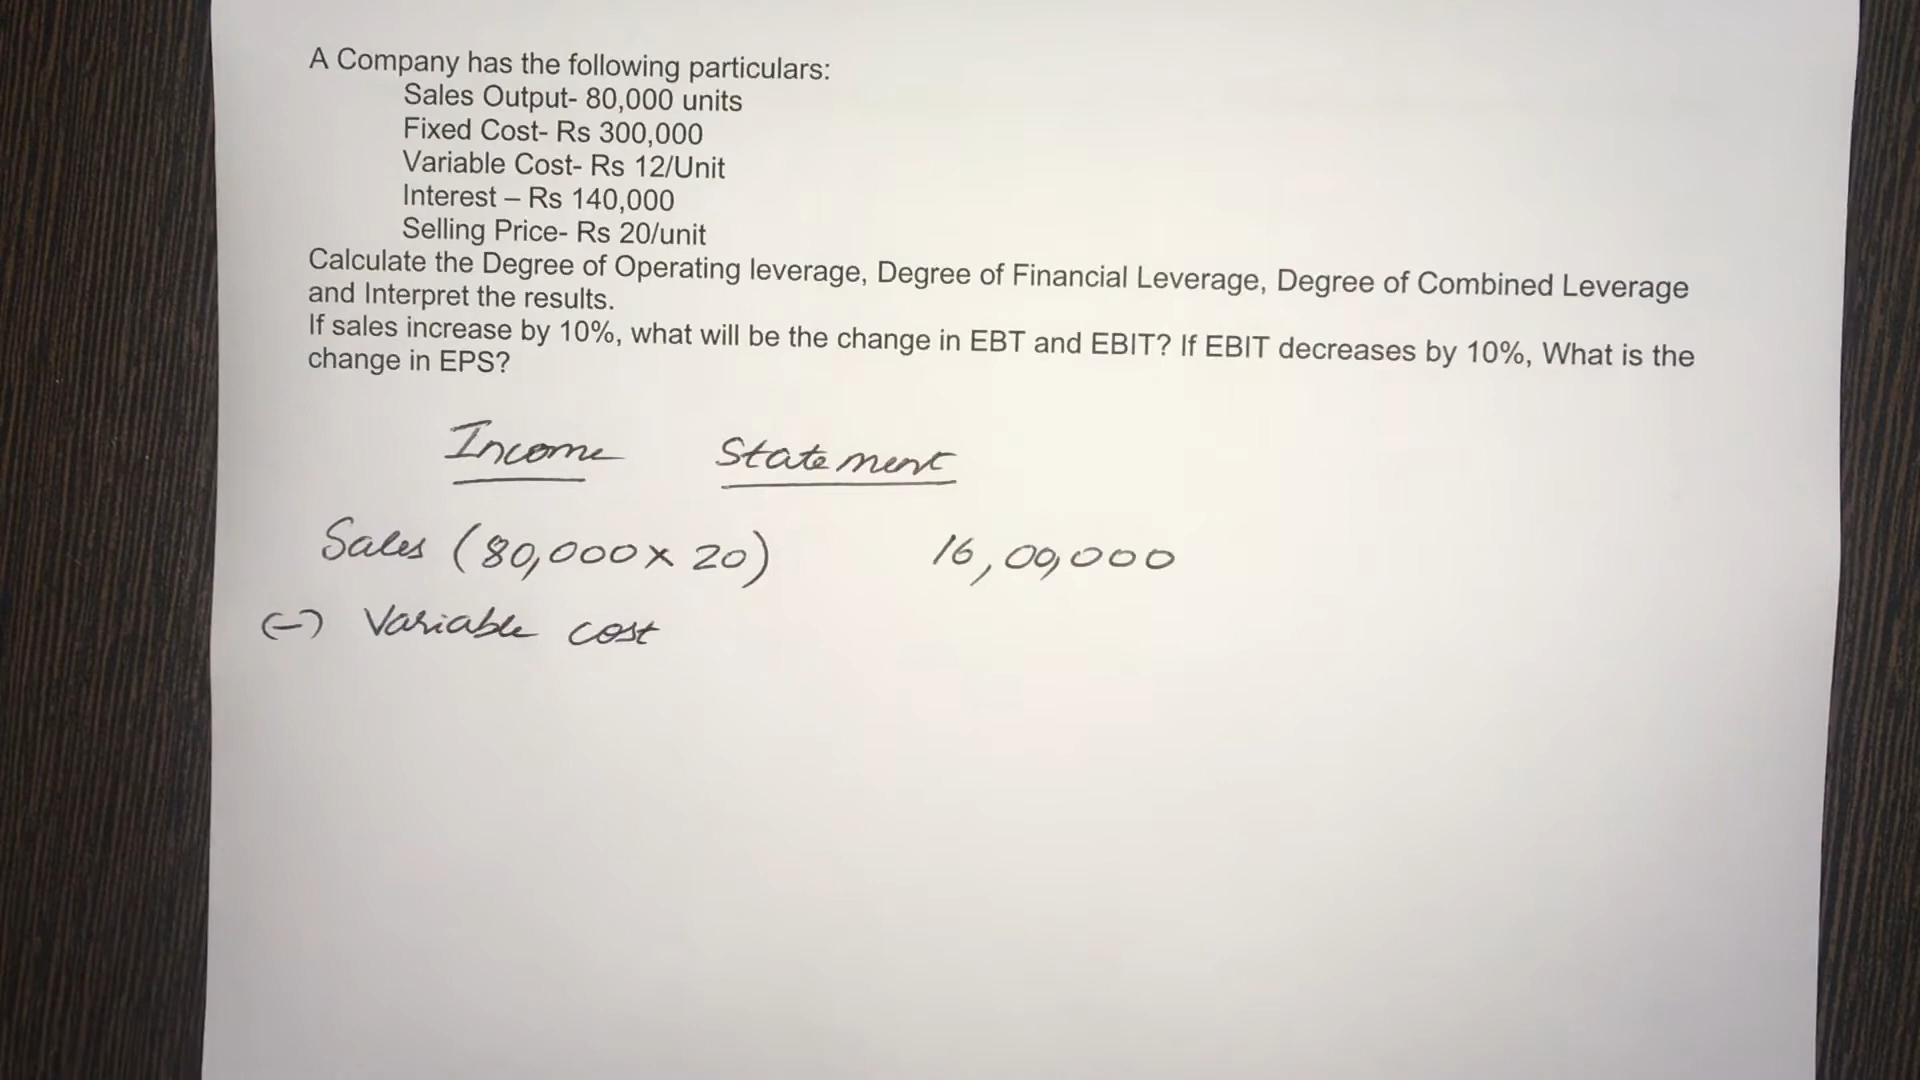 A Company has the following particulars:
Sales Output- 80,000 units
Fixed Cost- Rs 300,000
Variable Cost- Rs 12/Unit
Interest – Rs 140,000
Selling Price- Rs 20/unit
Calculate the Degree of Operating leverage, Degree of Financial Leverage, Degree of Combined Leverage
and Interpret the results.
If sales increase by 10%, what will be the change in EBT and EBIT? If EBIT decreases by 10%, What is the
change in EPS?
Income Statement
Sales (80,000 x 20) 16,00,000
(-) Variable cost